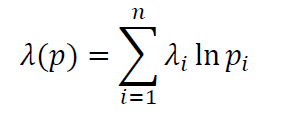 λ(p) = ∑_{i=1}^{n} λ_i ln p_i